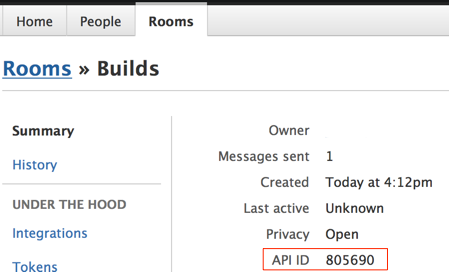 Home People Rooms
Rooms » Builds
Summary
History
UNDER THE HOOD
Integrations
Tokens
Owner
Messages sent 1
Created Today at 4:12pm
Last active Unknown
Privacy Open
API ID 805690